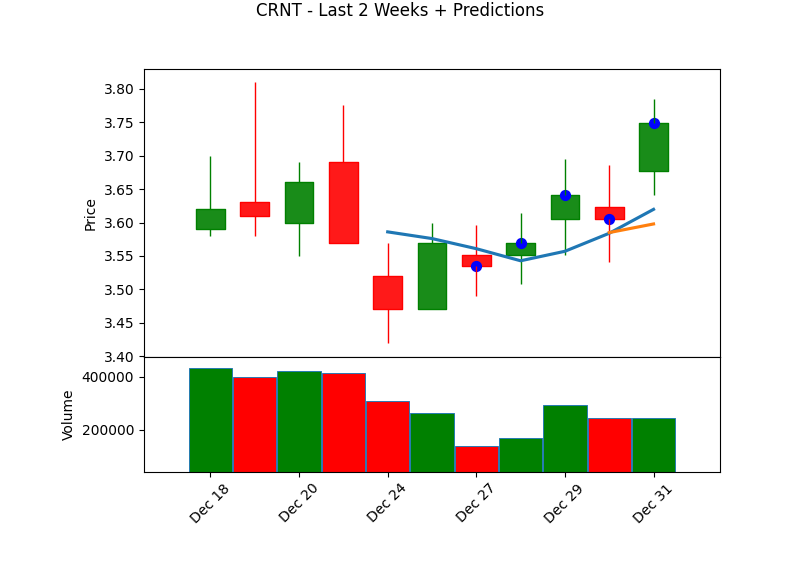 CRNT - Last 2 Weeks + Predictions
3.80
3.75
3.70
3.65
3.60
3.55
3.50
3.45
3.40
Price
400000
200000
Volume
Dec 18
Dec 20
Dec 24
Dec 27
Dec 29
Dec 31